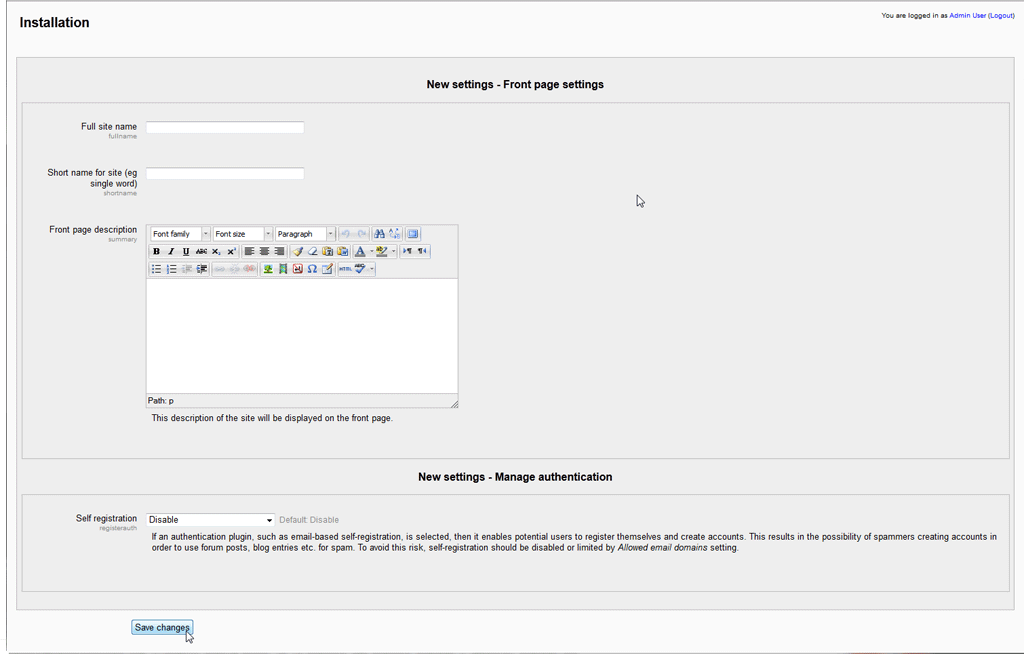 Installation
You are logged in as Admin User (Logout)
New settings - Front page settings
Full site name
fullname
Short name for site (eg
single word)
shortname
Front page description
summary
Font family
Font size
Paragraph
B I U ABC X₂ X²
A ab
Ω HTML ABC
Path: p
This description of the site will be displayed on the front page.
New settings - Manage authentication
Self registration
registerauth
Disable
Default: Disable
If an authentication plugin, such as email-based self-registration, is selected, then it enables potential users to register themselves and create accounts. This results in the possibility of spammers creating accounts in
order to use forum posts, blog entries etc. for spam. To avoid this risk, self-registration should be disabled or limited by Allowed email domains setting.
Save changes